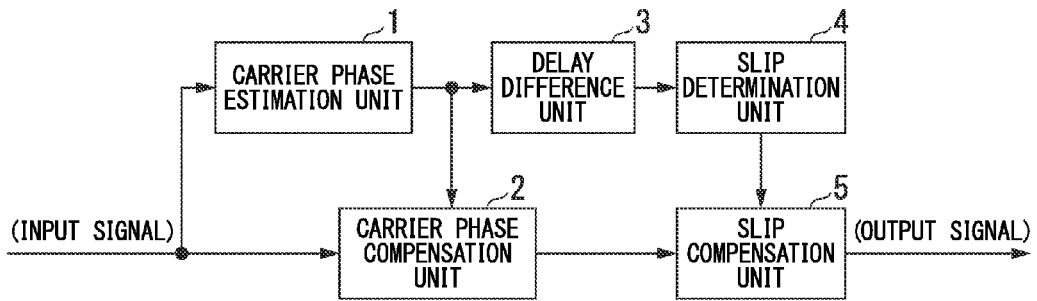 1
CARRIER PHASE
ESTIMATION UNIT
3
DELAY
DIFFERENCE
UNIT
4
SLIP
DETERMINATION
UNIT
(INPUT SIGNAL)
2
CARRIER PHASE
COMPENSATION
UNIT
5
SLIP
COMPENSATION
UNIT
(OUTPUT SIGNAL)